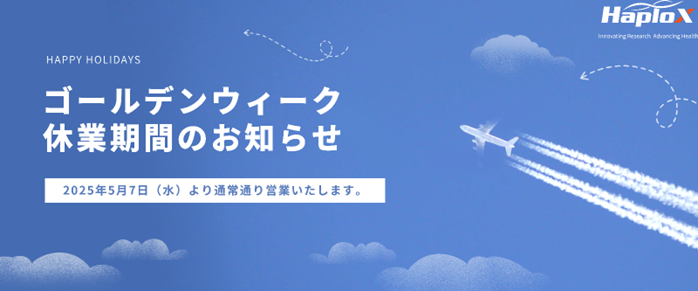 HaploX
Innovating Research Advancing Health
HAPPY HOLIDAYS
ゴールデンウィーク
休業期間のお知らせ
2025年5月7日（水）より通常通り営業いたします。